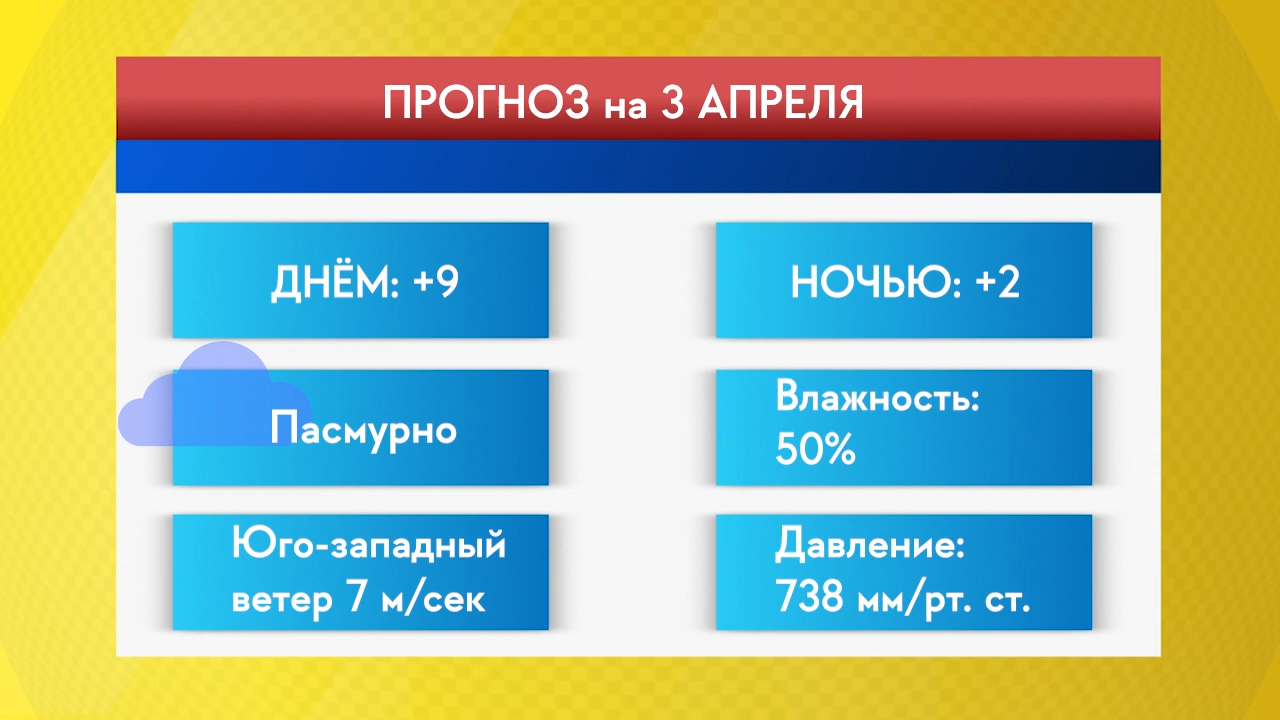 ПРОГНОЗ на 3 АПРЕЛЯ
ДНЁМ: +9
НОЧЬЮ: +2
Пасмурно
Влажность:
50%
Юго-западный
ветер 7 м/сек
Давление:
738 мм/рт. ст.